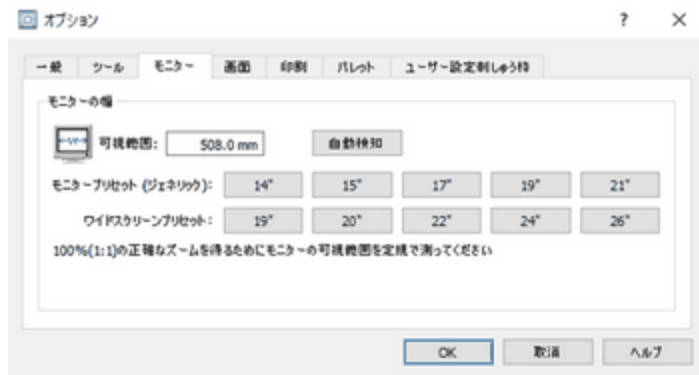 オプション ? ×
一般 ツール モニター 画面 印刷 パレット ユーザー設定刺しゅう枠
モニターの幅
可視範囲: 508.0 mm 自動検知
モニタープリセット (ジェネリック): 14" 15" 17" 19" 21"
ワイドスクリーンプリセット: 19" 20" 22" 24" 26"
100%(1:1)の正確なズームを得るためにモニターの可視範囲を定規で測ってください
OK 取消 ヘルプ